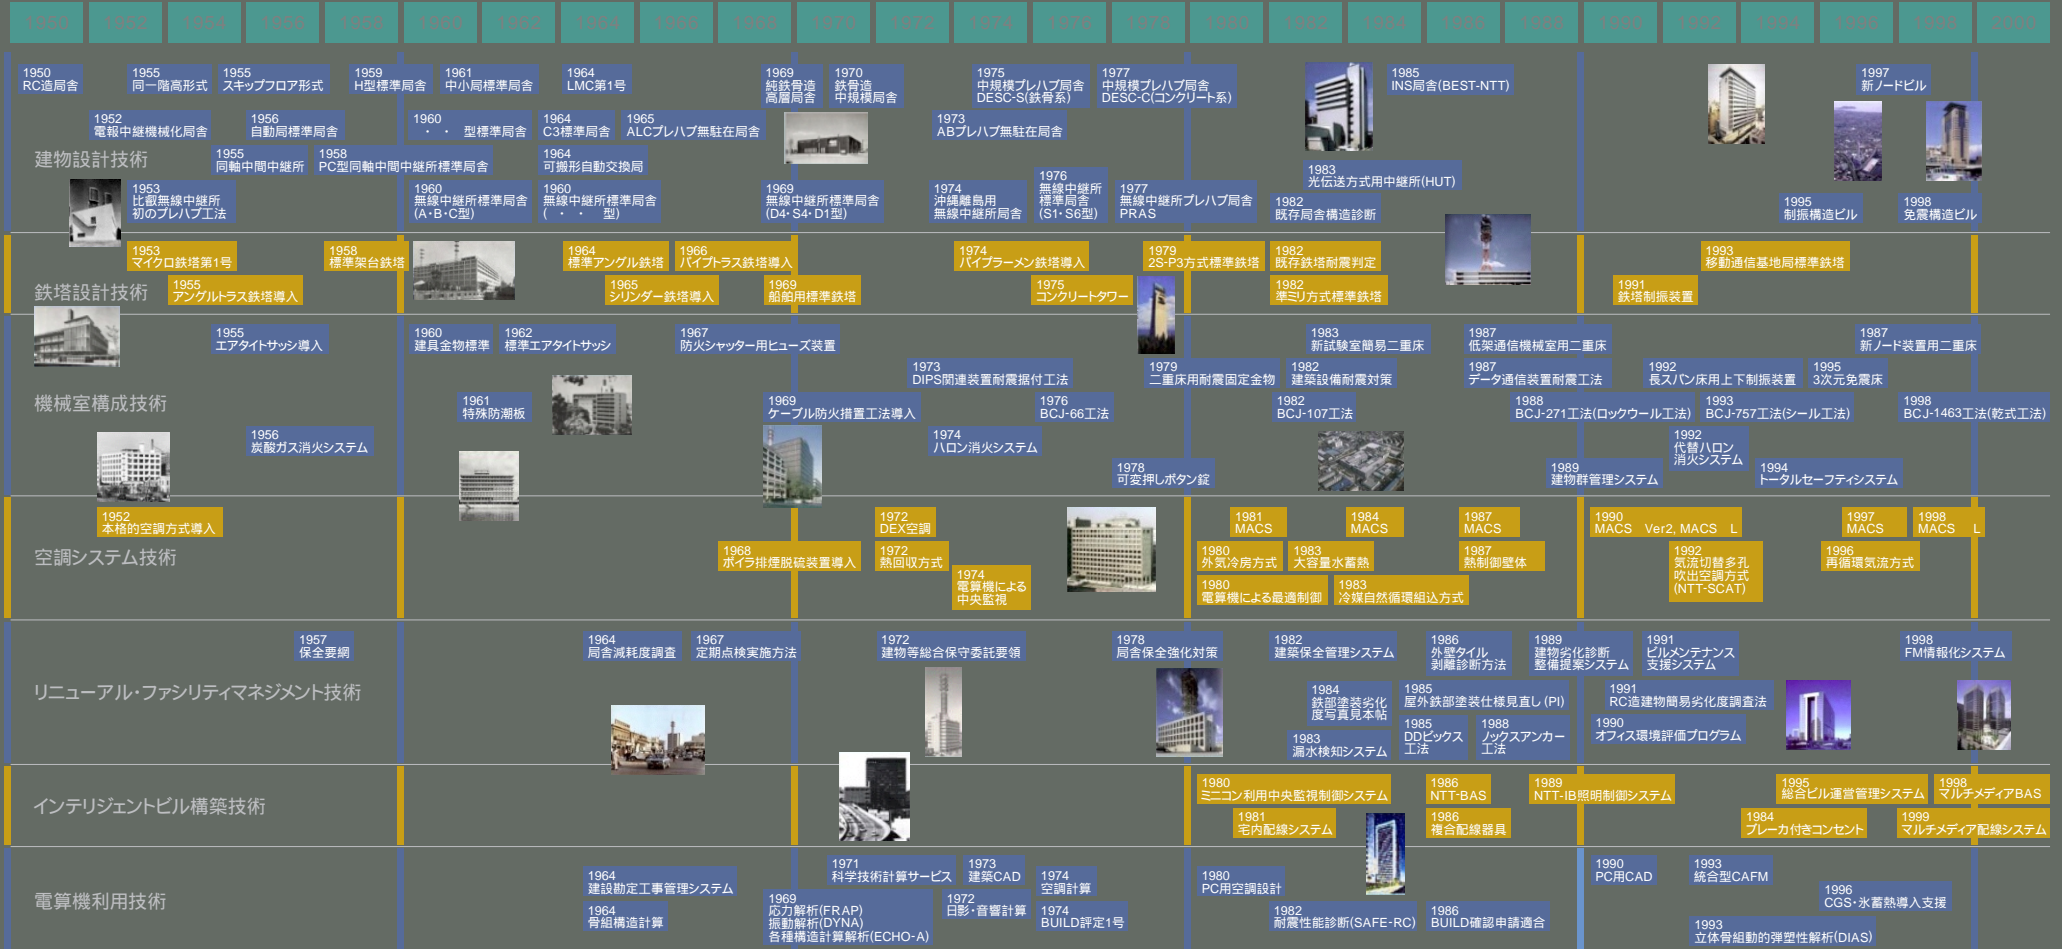 1950 1952 1954 1956 1958 1960 1962 1964 1966 1968 1970 1972 1974 1976 1978 1980 1982 1984 1986 1988 1990 1992 1994 1996 1998 2000
建物設計技術
1950
RC造局舎
1955
同一階高形式
1955
スキップフロア形式
1959
H型標準局舎
1961
中小局標準局舎
1964
LMC第1号
1969
純鉄骨造
高層局舎
1970
鉄骨造
中規模局舎
1975
中規模プレハブ局舎
DESC-S(鉄骨系)
1977
中規模プレハブ局舎
DESC-C(コンクリート系)
1985
INS局舎(BEST-NTT)
1997
新ノードビル
1952
電報中継機械化局舎
1956
自動局標準局舎
1960
・ ・ 型標準局舎
1964
C3標準局舎
1965
ALCプレハブ無駐在局舎
1973
ABプレハブ無駐在局舎
1955
同軸中間中継所
1958
PC型同軸中間中継所標準局舎
1964
可搬形自動交換局
1983
光伝送方式用中継所(HUT)
1953
比叡無線中継所
初のプレハブ工法
1960
無線中継所標準局舎
(A・B・C型)
1960
無線中継所標準局舎
( ・ ・ 型)
1969
無線中継所標準局舎
(D4・S4・D1型)
1974
沖縄離島用
無線中継所局舎
1976
無線中継所
標準局舎
(S1・S6型)
1977
無線中継所プレハブ局舎
PRAS
1982
既存局舎構造診断
1995
制振構造ビル
1998
免震構造ビル
鉄塔設計技術
1953
マイクロ鉄塔第1号
1958
標準架台鉄塔
1964
標準アングル鉄塔
1966
パイプトラス鉄塔導入
1974
パイプラーメン鉄塔導入
1979
2S-P3方式標準鉄塔
1982
既存鉄塔耐震判定
1993
移動通信基地局標準鉄塔
1955
アングルトラス鉄塔導入
1965
シリンダー鉄塔導入
1969
船舶用標準鉄塔
1975
コンクリートタワー
1982
準ミリ方式標準鉄塔
1991
鉄塔制振装置
機械室構成技術
1955
エアタイトサッシ導入
1960
建具金物標準
1962
標準エアタイトサッシ
1967
防火シャッター用ヒューズ装置
1983
新試験室簡易二重床
1987
低架通信機械室用二重床
1987
新ノード装置用二重床
1973
DIPS関連装置耐震据付工法
1979
二重床用耐震固定金物
1982
建築設備耐震対策
1987
データ通信装置耐震工法
1992
長スパン床用上下制振装置
1995
3次元免震床
1961
特殊防潮板
1969
ケーブル防火措置工法導入
1976
BCJ-66工法
1982
BCJ-107工法
1988
BCJ-271工法(ロックウール工法)
1993
BCJ-757工法(シール工法)
1998
BCJ-1463工法(乾式工法)
1956
炭酸ガス消火システム
1974
ハロン消火システム
1992
代替ハロン
消火システム
1978
可変押しボタン錠
1989
建物群管理システム
1994
トータルセーフティシステム
空調システム技術
1952
本格的空調方式導入
1972
DEX空調
1981
MACS
1984
MACS
1987
MACS
1990
MACS Ver2, MACS L
1997
MACS
1998
MACS L
1968
ボイラ排煙脱硫装置導入
1972
熱回収方式
1980
外気冷房方式
1983
大容量水蓄熱
1987
熱制御壁体
1992
気流切替多孔
吹出空調方式
(NTT-SCAT)
1996
再循環気流方式
1974
電算機による
中央監視
1980
電算機による最適制御
1983
冷媒自然循環組込方式
リニューアル・ファシリティマネジメント技術
1957
保全要綱
1964
局舎減耗度調査
1967
定期点検実施方法
1972
建物等総合保守委託要領
1978
局舎保全強化対策
1982
建築保全管理システム
1986
外壁タイル
剥離診断方法
1989
建物劣化診断
整備提案システム
1991
ビルメンテナンス
支援システム
1998
FM情報化システム
1984
鉄部塗装劣化
度写真見本帖
1985
屋外鉄部塗装仕様見直し(PI)
1991
RC造建物簡易劣化度調査法
1983
漏水検知システム
1985
DDピックス
工法
1988
ノックスアンカー
工法
1990
オフィス環境評価プログラム
インテリジェントビル構築技術
1980
ミニコン利用中央監視制御システム
1986
NTT-BAS
1989
NTT-IB照明制御システム
1995
総合ビル運営管理システム
1998
マルチメディアBAS
1981
宅内配線システム
1986
複合配線器具
1984
ブレーカ付きコンセント
1999
マルチメディア配線システム
電算機利用技術
1964
建設勘定工事管理システム
1971
科学技術計算サービス
1973
建築CAD
1974
空調計算
1980
PC用空調設計
1990
PC用CAD
1993
統合型CAFM
1964
骨組構造計算
1969
応力解析(FRAP)
振動解析(DYNA)
各種構造計算解析(ECHO-A)
1972
日影・音響計算
1974
BUILD評定1号
1982
耐震性能診断(SAFE-RC)
1986
BUILD確認申請適合
1996
CGS・氷蓄熱導入支援
1993
立体骨組動的弾塑性解析(DIAS)